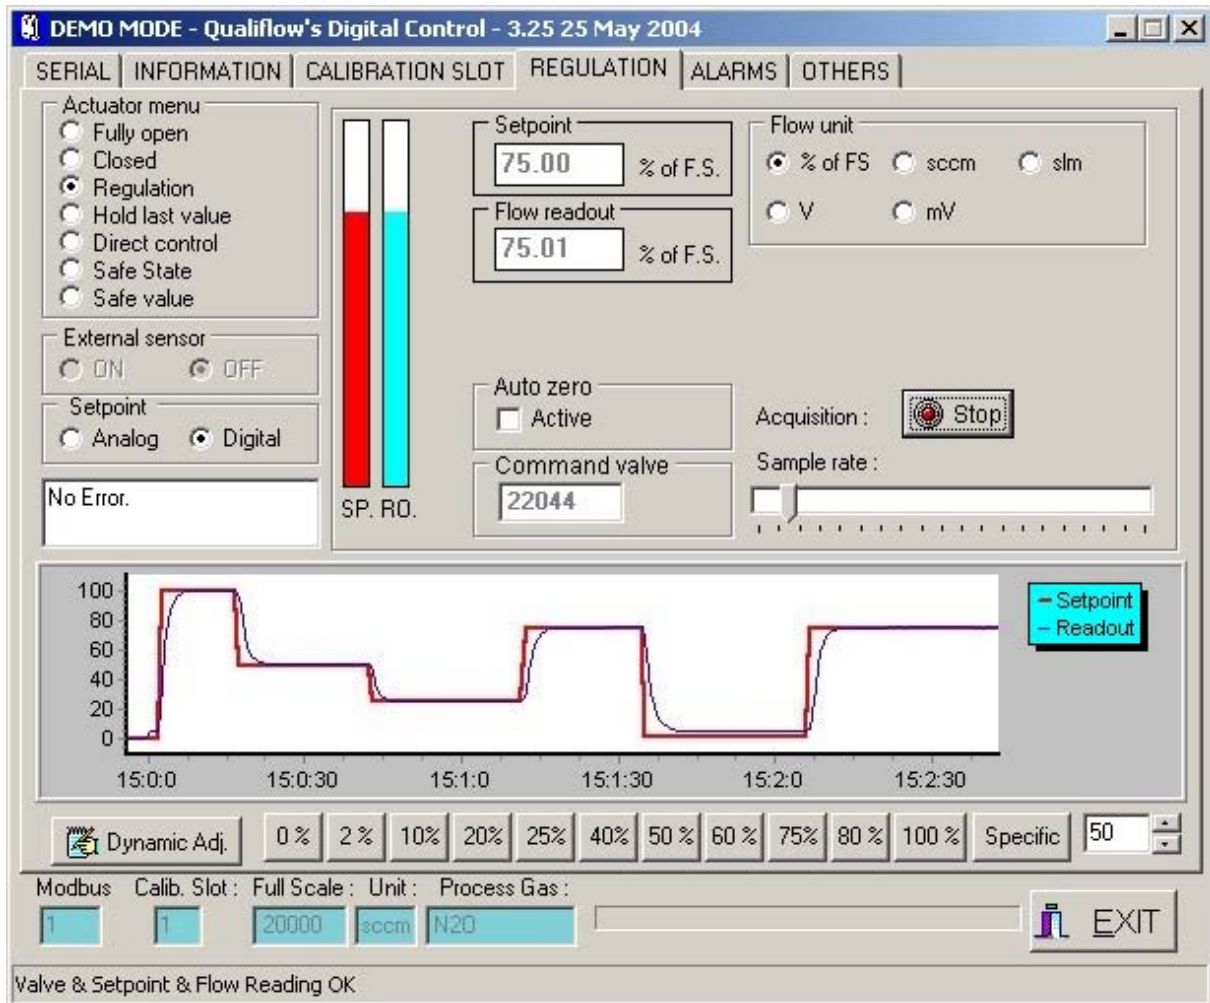 DEMO MODE - Qualiflow's Digital Control - 3.25 25 May 2004
SERIAL INFORMATION CALIBRATION SLOT REGULATION ALARMS OTHERS
Actuator menu
Fully open
Closed
Regulation
Hold last value
Direct control
Safe State
Safe value
External sensor
ON OFF
Setpoint
Analog Digital
No Error.
SP. RO.
Setpoint
75.00 % of F.S.
Flow readout
75.01 % of F.S.
Flow unit
% of FS sccm slm
V mV
Auto zero
Active
Command valve
22044
Acquisition : Stop
Sample rate :
100
80
60
40
20
0
15:0:0 15:0:30 15:1:0 15:1:30 15:2:0 15:2:30
Setpoint
Readout
Dynamic Adj. 0 % 2 % 10% 20% 25% 40% 50 % 60 % 75% 80 % 100 % Specific 50
Modbus Calib. Slot : Full Scale : Unit : Process Gas :
1 1 20000 sccm N2O
EXIT
Valve & Setpoint & Flow Reading OK